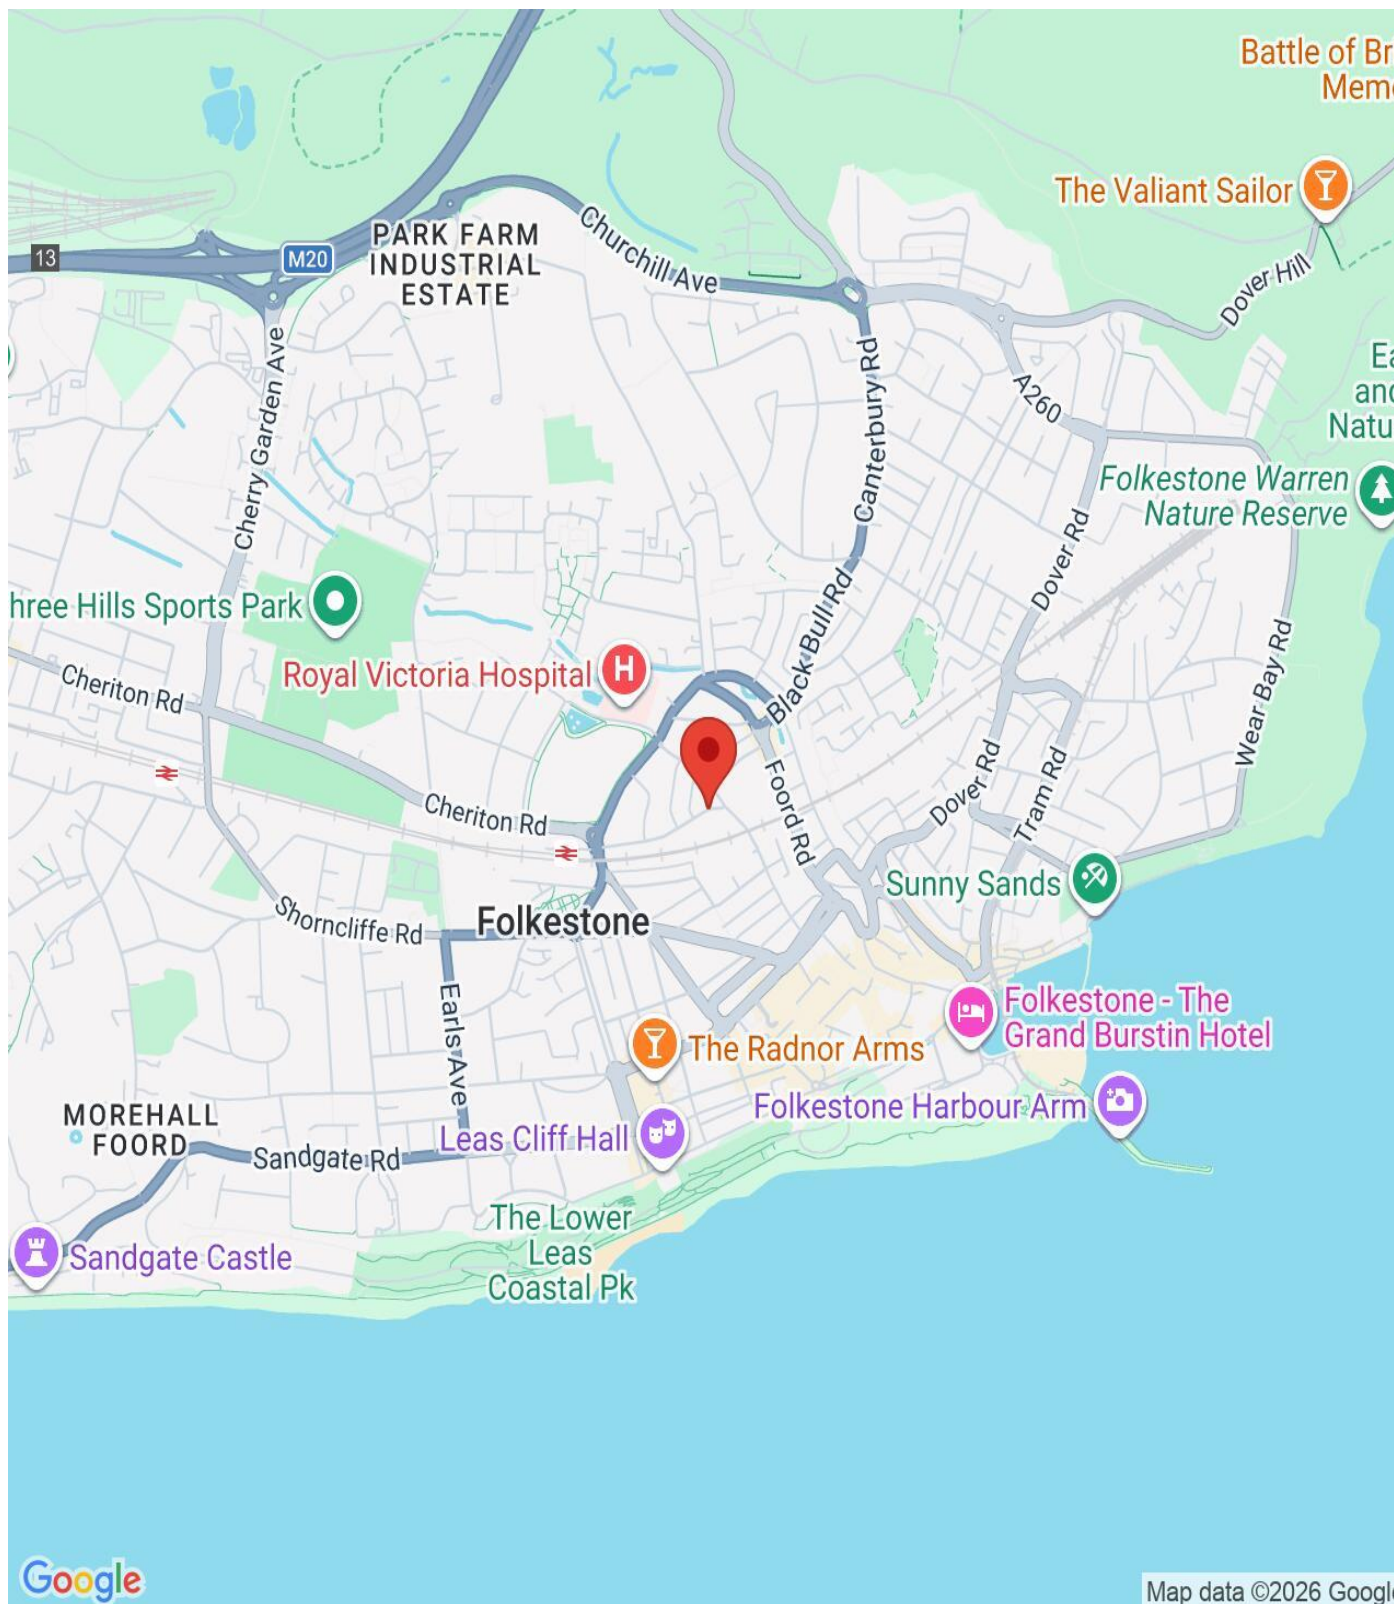 Battle of Br
Mem
The Valiant Sailor
Churchill Ave
PARK FARM
INDUSTRIAL
ESTATE
13
M20
Dover Hill
Cherry Garden Ave
Canterbury Rd
A260
Ea
and
Natu
Folkestone Warren
Nature Reserve
Dover Rd
hree Hills Sports Park
Black Bull Rd
Wear Bay Rd
Royal Victoria Hospital
H
Cheriton Rd
Cheriton Rd
Foord Rd
Dover Rd
Tram Rd
Sunny Sands
Shorncliffe Rd
Folkestone
Earls Ave
Folkestone - The
Grand Burstin Hotel
The Radnor Arms
Folkestone Harbour Arm
MOREHALL
FOORD
Leas Cliff Hall
Sandgate Rd
The Lower
Leas
Coastal Pk
Sandgate Castle
Google
Map data ©2026 Google